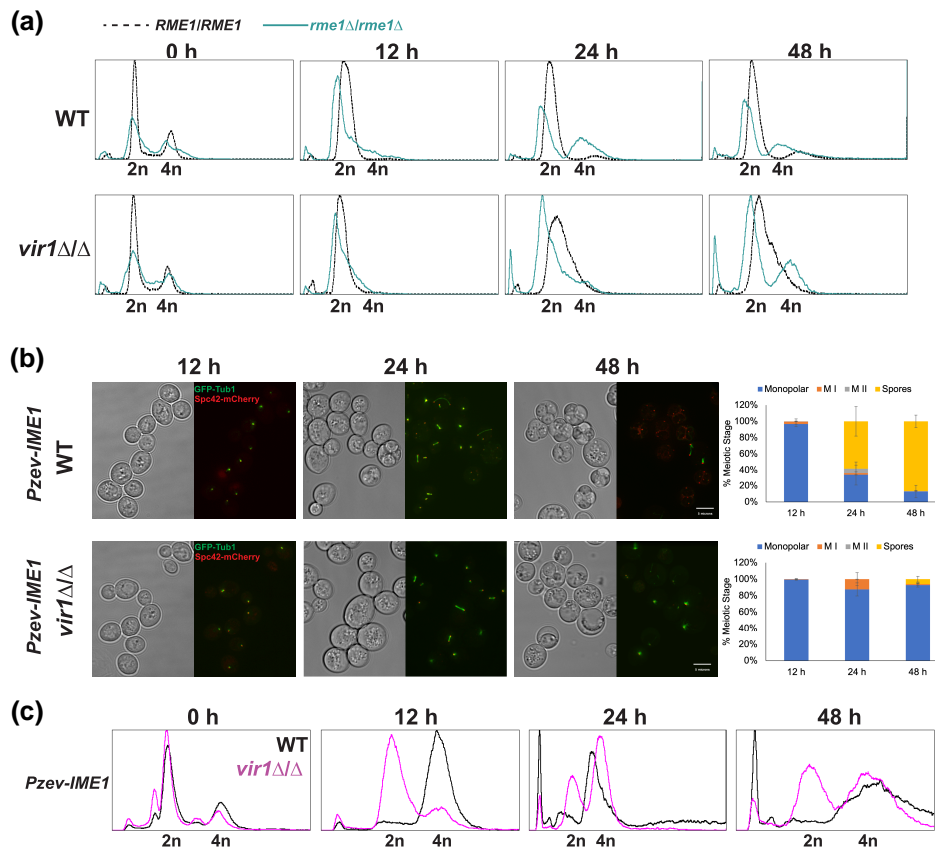 (a)
RME1/RME1 rme1Δ/rme1Δ
0 h 12 h 24 h 48 h
WT
2n 4n 2n 4n 2n 4n 2n 4n
vir1Δ/Δ
2n 4n 2n 4n 2n 4n 2n 4n
(b)
12 h 24 h 48 h
Pzev-IME1
WT
GFP-Tub1
Spc42-mCherry
5 microns
Monopolar M I M II Spores
% Meiotic Stage
120%
100%
80%
60%
40%
20%
0%
12 h 24 h 48 h
Pzev-IME1
vir1Δ/Δ
GFP-Tub1
Spc42-mCherry
5 microns
Monopolar M I M II Spores
% Meiotic Stage
120%
100%
80%
60%
40%
20%
0%
12 h 24 h 48 h
(c)
0 h 12 h 24 h 48 h
Pzev-IME1
WT
vir1Δ/Δ
2n 4n 2n 4n 2n 4n 2n 4n